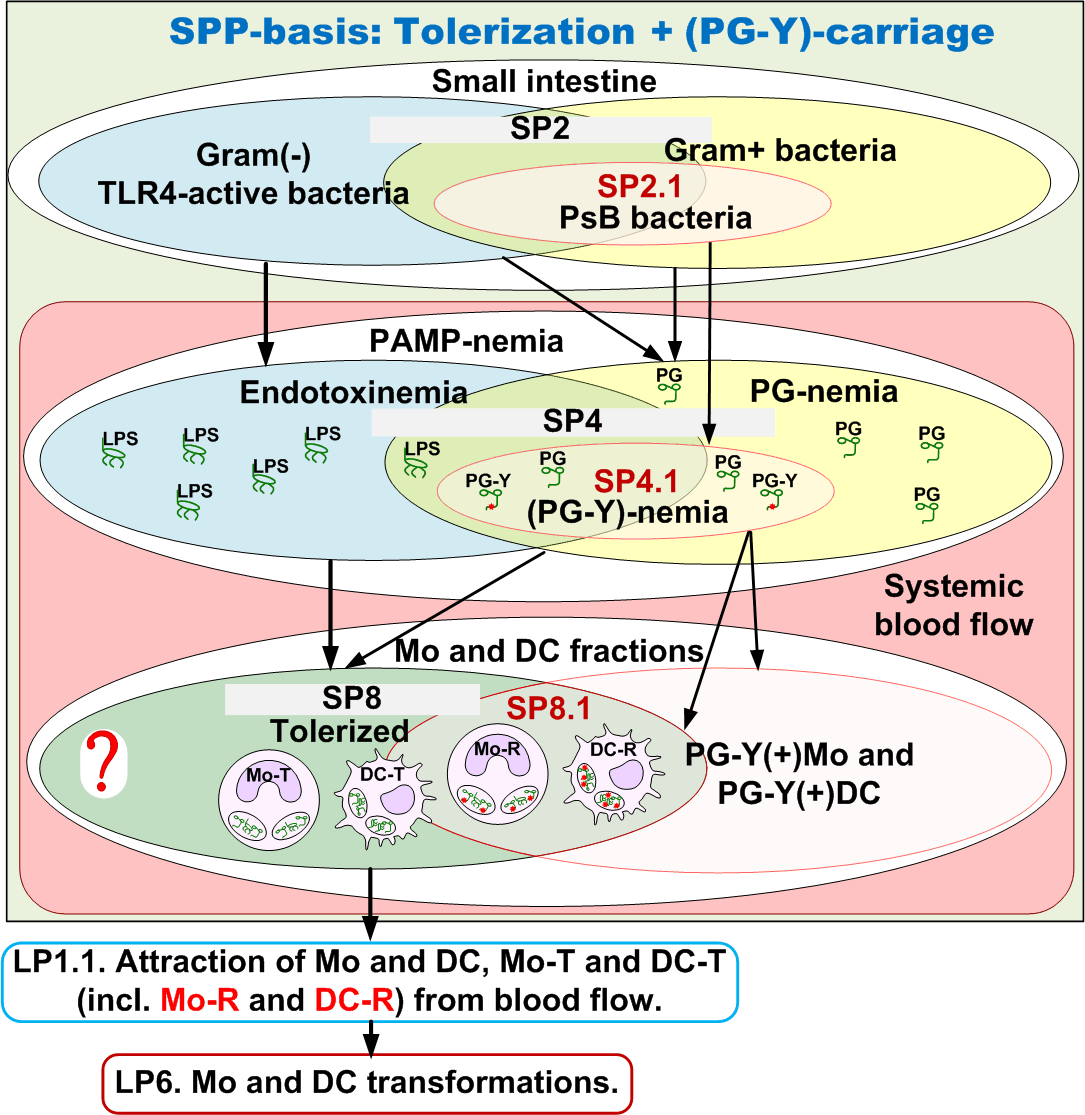 SPP-basis: Tolerization + (PG-Y)-carriage
Small intestine
SP2
Gram(-)
TLR4-active bacteria
Gram+ bacteria
SP2.1
PsB bacteria
PAMP-nemia
Endotoxinemia
PG
PG-nemia
SP4
LPS
LPS
LPS
LPS
LPS
LPS
PG
PG
PG
PG
PG
PG-Y
PG-Y
SP4.1
(PG-Y)-nemia
Systemic
blood flow
Mo and DC fractions
SP8
Tolerized
SP8.1
?
Mo-T
DC-T
Mo-R
DC-R
PG-Y(+)Mo and
PG-Y(+)DC
LP1.1. Attraction of Mo and DC, Mo-T and DC-T
(incl. Mo-R and DC-R) from blood flow.
LP6. Mo and DC transformations.